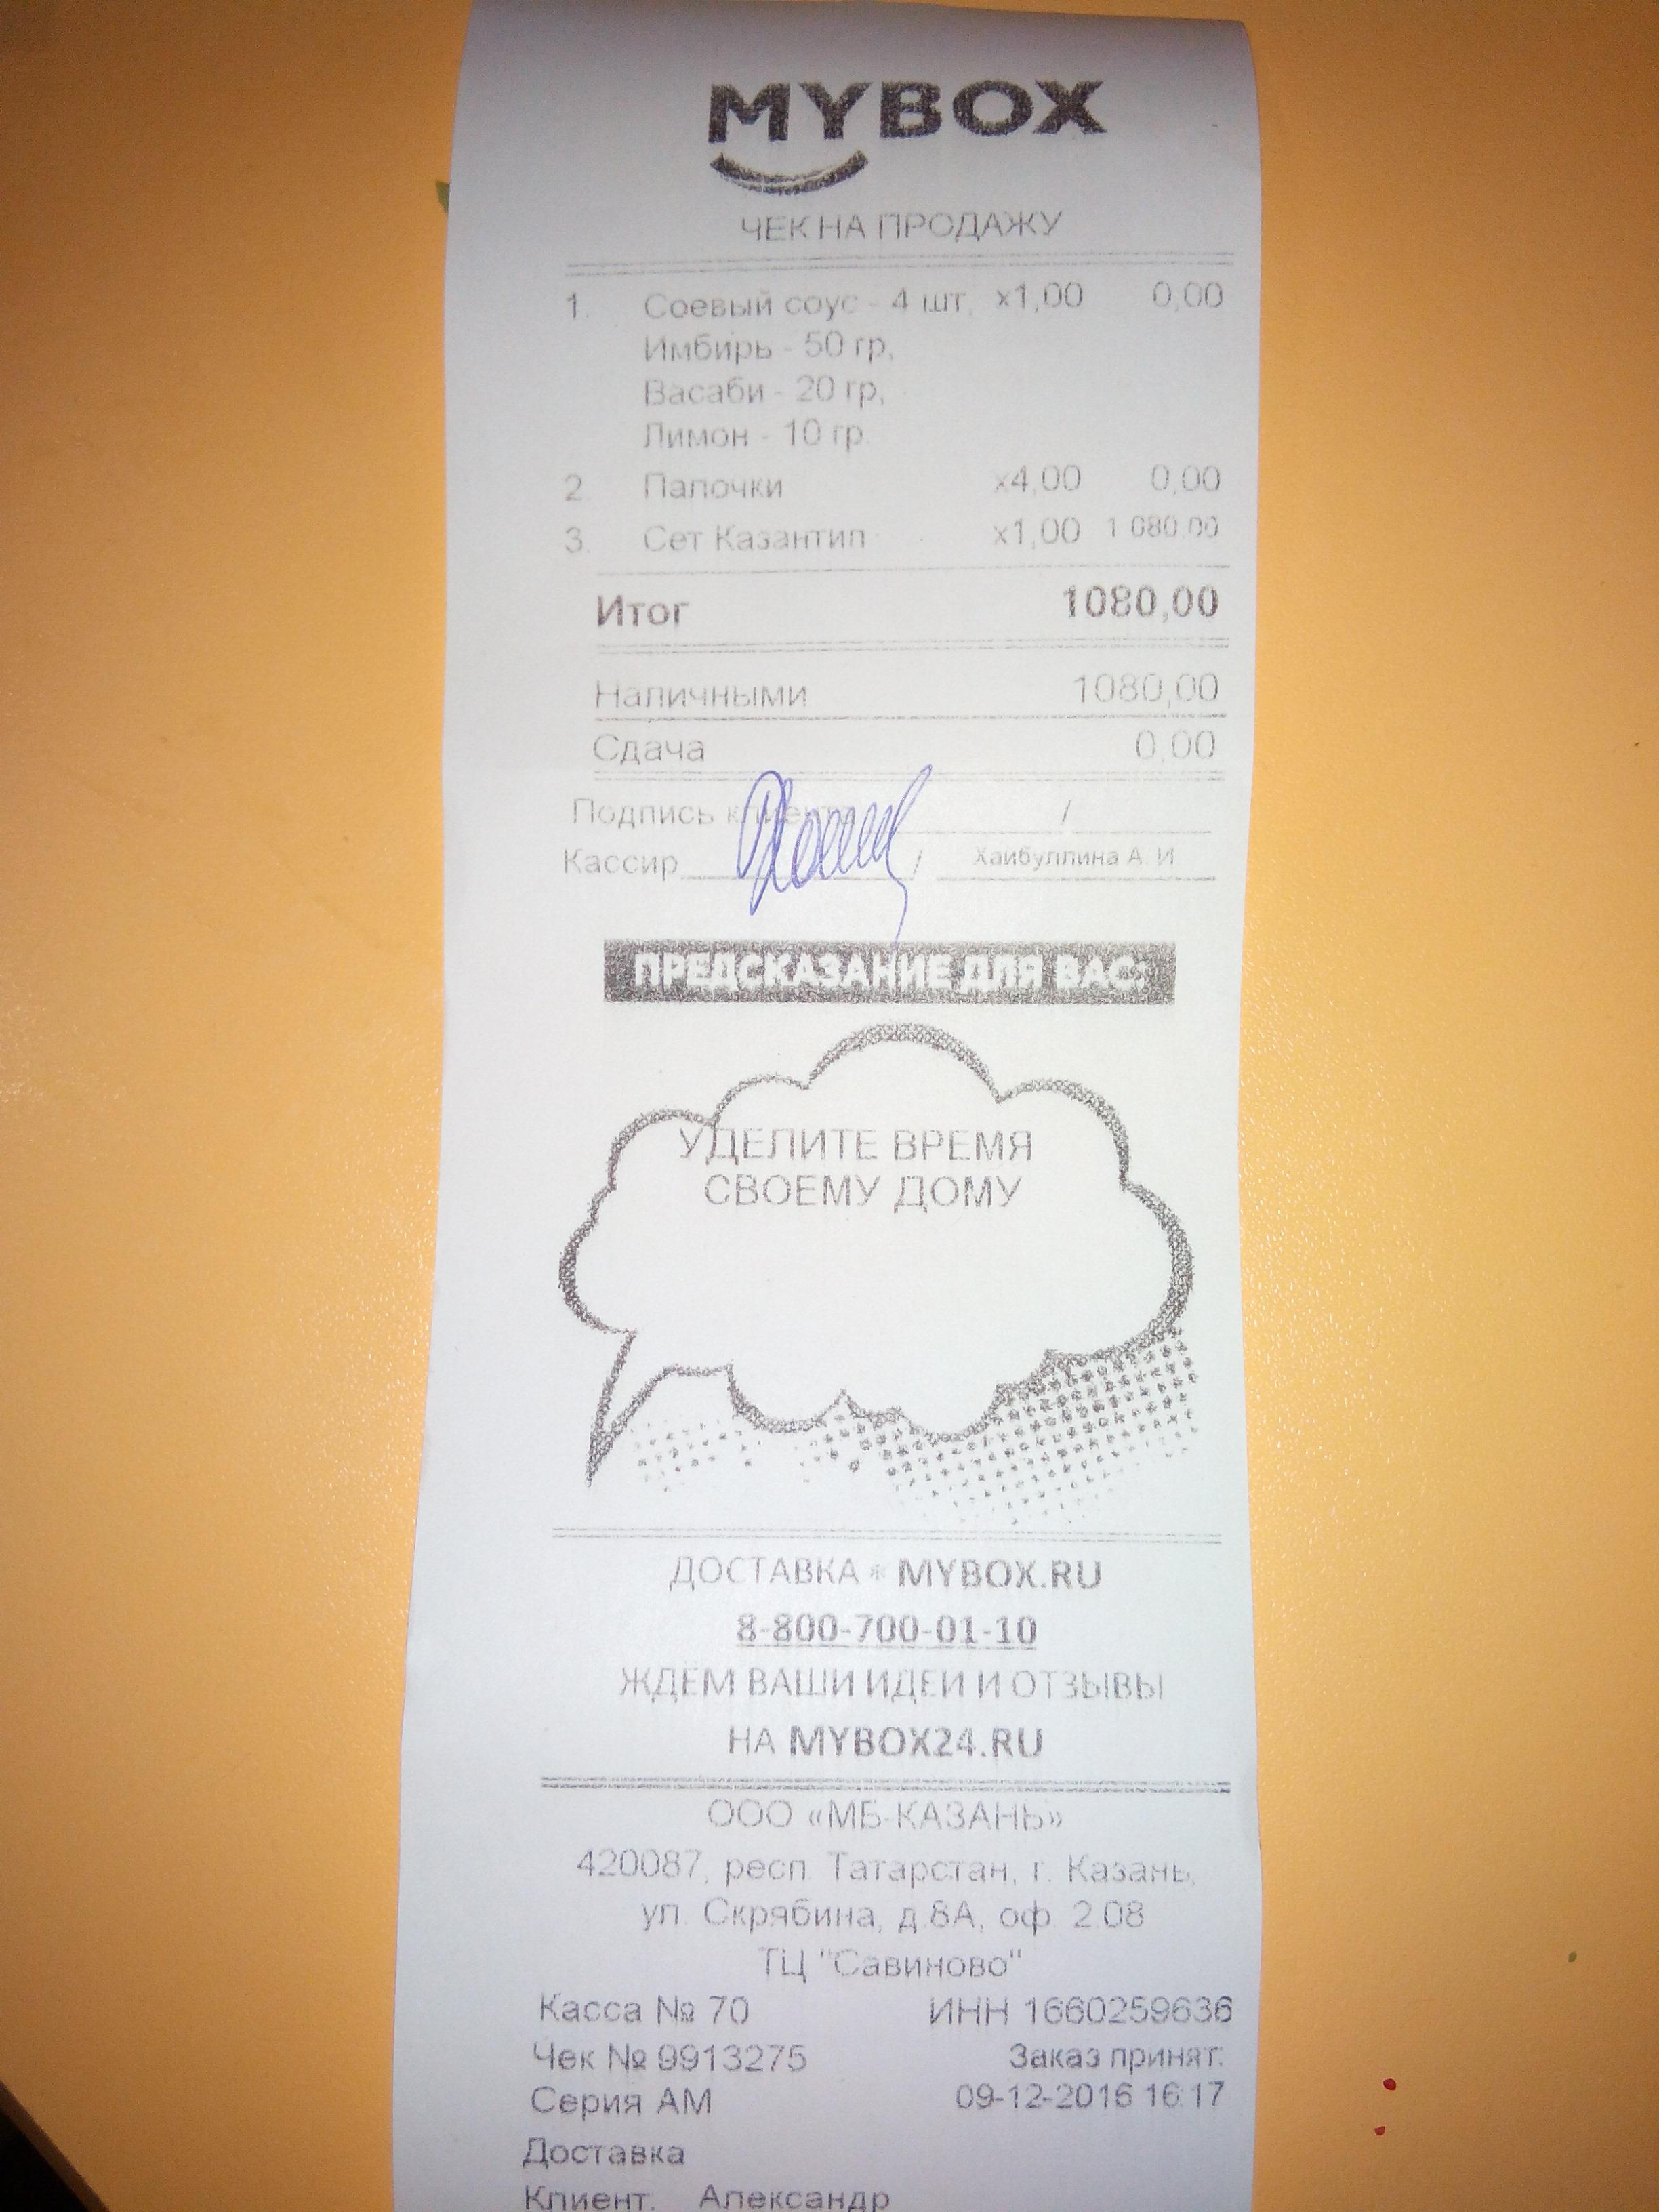 MYBOX
ЧЕК НА ПРОДАЖУ
1. Соевый соус - 4 шт, x1,00 0,00
Имбирь - 50 гр,
Васаби - 20 гр,
Лимон - 10 гр.
2. Палочки x4,00 0,00
3. Сет Казантип x1,00 1 080,00
Итог 1080,00
Наличными 1080,00
Сдача 0,00
Подпись клиента /
Кассир / Хайбуллина А. И.
ПРЕДСКАЗАНИЕ ДЛЯ ВАС:
УДЕЛИТЕ ВРЕМЯ
СВОЕМУ ДОМУ
ДОСТАВКА * MYBOX.RU
8-800-700-01-10
ЖДЕМ ВАШИ ИДЕИ И ОТЗЫВЫ
НА MYBOX24.RU
ООО «МБ-КАЗАНЬ»
420087, респ. Татарстан, г. Казань,
ул. Скрябина, д.8А, оф. 2.08
ТЦ "Савиново"
Касса № 70 ИНН 1660259636
Чек № 9913275 Заказ принят:
Серия АМ 09-12-2016 16:17
Доставка
Клиент: Александр